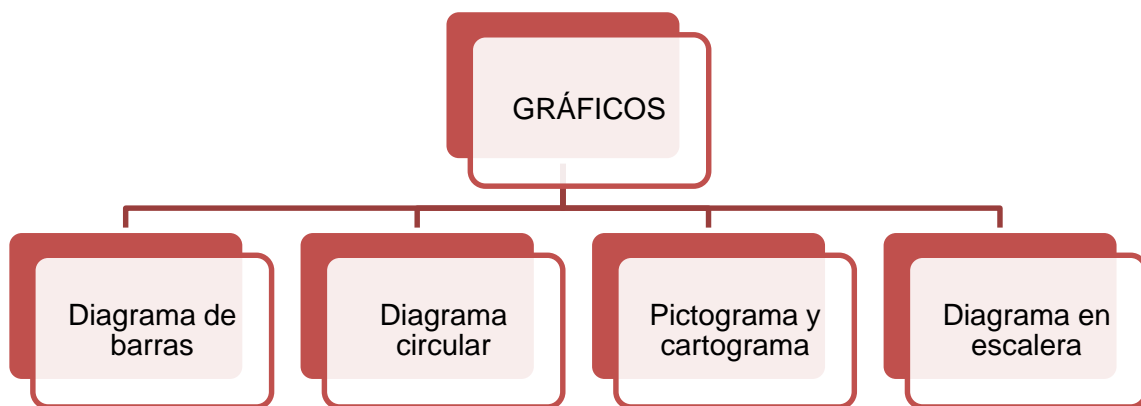 GRÁFICOS
Diagrama de
barras
Diagrama
circular
Pictograma y
cartograma
Diagrama en
escalera